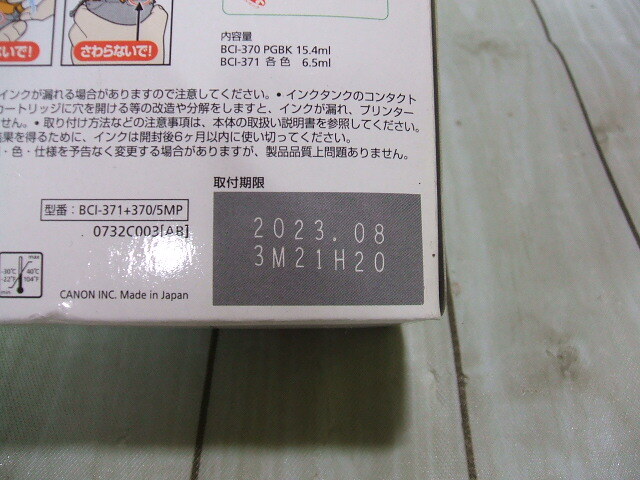 いで!
さわらないで!
内容量
BCI-370 PGBK 15.4ml
BCI-371 各色 6.5ml
インクが漏れる場合がありますので注意してください。• インクタンクのコンタクト
カートリッジに穴を開ける等の改造や分解をしますと、インクが漏れ、プリンター
せん。• 取り付け方法などの注意事項は、本体の取扱い説明書を参照してください。
果を得るために、インクは開封後6ヶ月以内に使い切ってください。
・色・仕様を予告なく変更する場合がありますが、製品品質上問題ありません。
取付期限
型番：BCI-371+370/5MP
0732C003[AB]
2023.08
3M21H20
max
40℃
104°F
CANON INC. Made in Japan